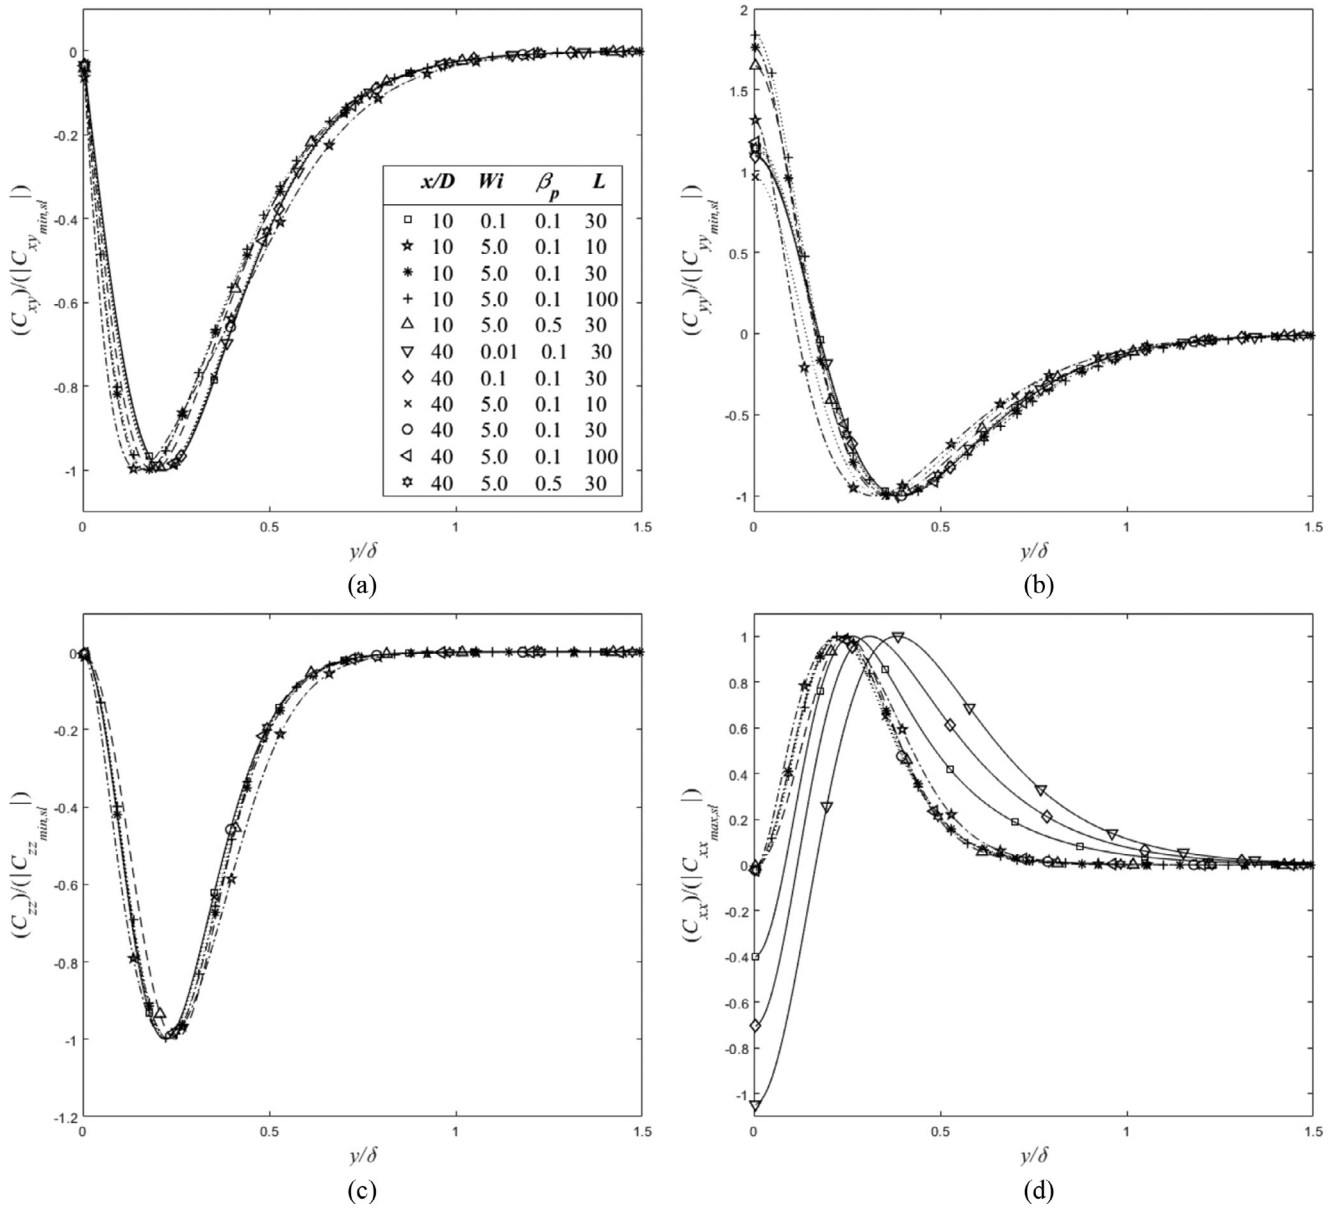 0
-0.2
-0.4
-0.6
-0.8
-1
0 0.5 1 1.5
(C_xy)/(|C_xy_min,sl|)
y/δ
x/D Wi β_p L
10 0.1 0.1 30
10 5.0 0.1 10
10 5.0 0.1 30
10 5.0 0.1 100
10 5.0 0.5 30
40 0.01 0.1 30
40 0.1 0.1 30
40 5.0 0.1 10
40 5.0 0.1 30
40 5.0 0.1 100
40 5.0 0.5 30
(a)
2
1.5
1
0.5
0
-0.5
-1
0 0.5 1 1.5
(C_yy)/(|C_yy_min,sl|)
y/δ
(b)
0
-0.2
-0.4
-0.6
-0.8
-1
-1.2
0 0.5 1 1.5
(C_zz)/(|C_zz_min,sl|)
y/δ
(c)
1
0.8
0.6
0.4
0.2
0
-0.2
-0.4
-0.6
-0.8
-1
0 0.5 1 1.5
(C_xx)/(|C_xx_max,sl|)
y/δ
(d)